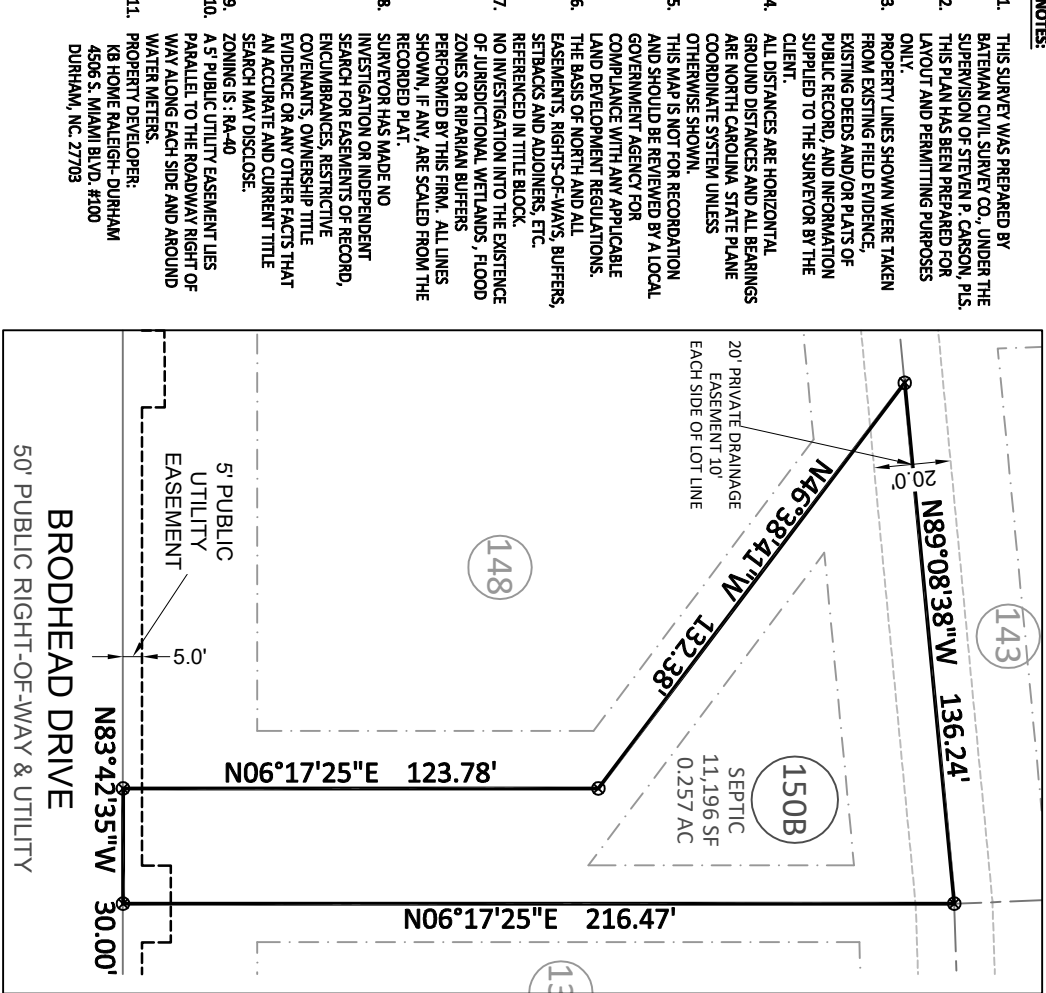 NOTES:
1. THIS SURVEY WAS PREPARED BY
BATEMAN CIVIL SURVEY CO., UNDER THE
SUPERVISION OF STEVEN P. CARSON, PLS.
2. THIS PLAN HAS BEEN PREPARED FOR
LAYOUT AND PERMITTING PURPOSES
ONLY.
3. PROPERTY LINES SHOWN WERE TAKEN
FROM EXISTING FIELD EVIDENCE,
EXISTING DEEDS AND/OR PLATS OF
PUBLIC RECORD, AND INFORMATION
SUPPLIED TO THE SURVEYOR BY THE
CLIENT.
4. ALL DISTANCES ARE HORIZONTAL
GROUND DISTANCES AND ALL BEARINGS
ARE NORTH CAROLINA STATE PLANE
COORDINATE SYSTEM UNLESS
OTHERWISE SHOWN.
5. THIS MAP IS NOT FOR RECORDATION
AND SHOULD BE REVIEWED BY A LOCAL
GOVERNMENT AGENCY FOR
COMPLIANCE WITH ANY APPLICABLE
LAND DEVELOPMENT REGULATIONS.
6. THE BASIS OF NORTH AND ALL
EASEMENTS, RIGHTS-OF-WAYS, BUFFERS,
SETBACKS AND ADJOINERS, ETC.
REFERENCED IN TITLE BLOCK.
7. NO INVESTIGATION INTO THE EXISTENCE
OF JURISDICTIONAL WETLANDS , FLOOD
ZONES OR RIPARIAN BUFFERS
PERFORMED BY THIS FIRM. ALL LINES
SHOWN, IF ANY, ARE SCALED FROM THE
RECORDED PLAT.
8. SURVEYOR HAS MADE NO
INVESTIGATION OR INDEPENDENT
SEARCH FOR EASEMENTS OF RECORD,
ENCUMBRANCES, RESTRICTIVE
COVENANTS, OWNERSHIP TITLE
EVIDENCE OR ANY OTHER FACTS THAT
AN ACCURATE AND CURRENT TITLE
SEARCH MAY DISCLOSE.
9. ZONING IS : RA-40
10. A 5' PUBLIC UTILITY EASEMENT LIES
PARALLEL TO THE ROADWAY RIGHT OF
WAY ALONG EACH SIDE AND AROUND
WATER METERS.
11. PROPERTY DEVELOPER:
KB HOME RALEIGH- DURHAM
4506 S. MIAMI BLVD. #100
DURHAM, NC. 27703
143
N89°08'38"W 136.24'
20.0'
20' PRIVATE DRAINAGE
EASEMENT 10'
EACH SIDE OF LOT LINE
N46°38'41"W 132.38'
150B
SEPTIC
11,196 SF
0.257 AC
148
N06°17'25"E 123.78'
N06°17'25"E 216.47'
5' PUBLIC
UTILITY
EASEMENT
5.0'
N83°42'35"W 30.00'
BRODHEAD DRIVE
50' PUBLIC RIGHT-OF-WAY & UTILITY